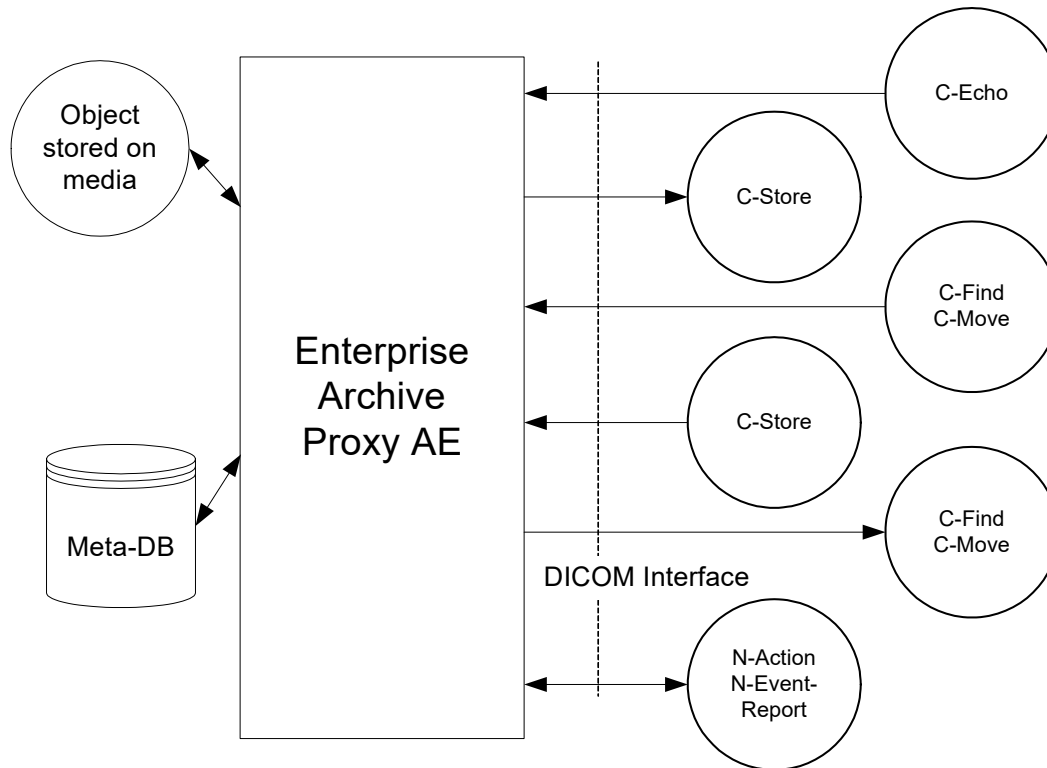 Object
stored on
media
Meta-DB
Enterprise
Archive
Proxy AE
C-Echo
C-Store
C-Find
C-Move
C-Store
C-Find
C-Move
DICOM Interface
N-Action
N-Event-
Report